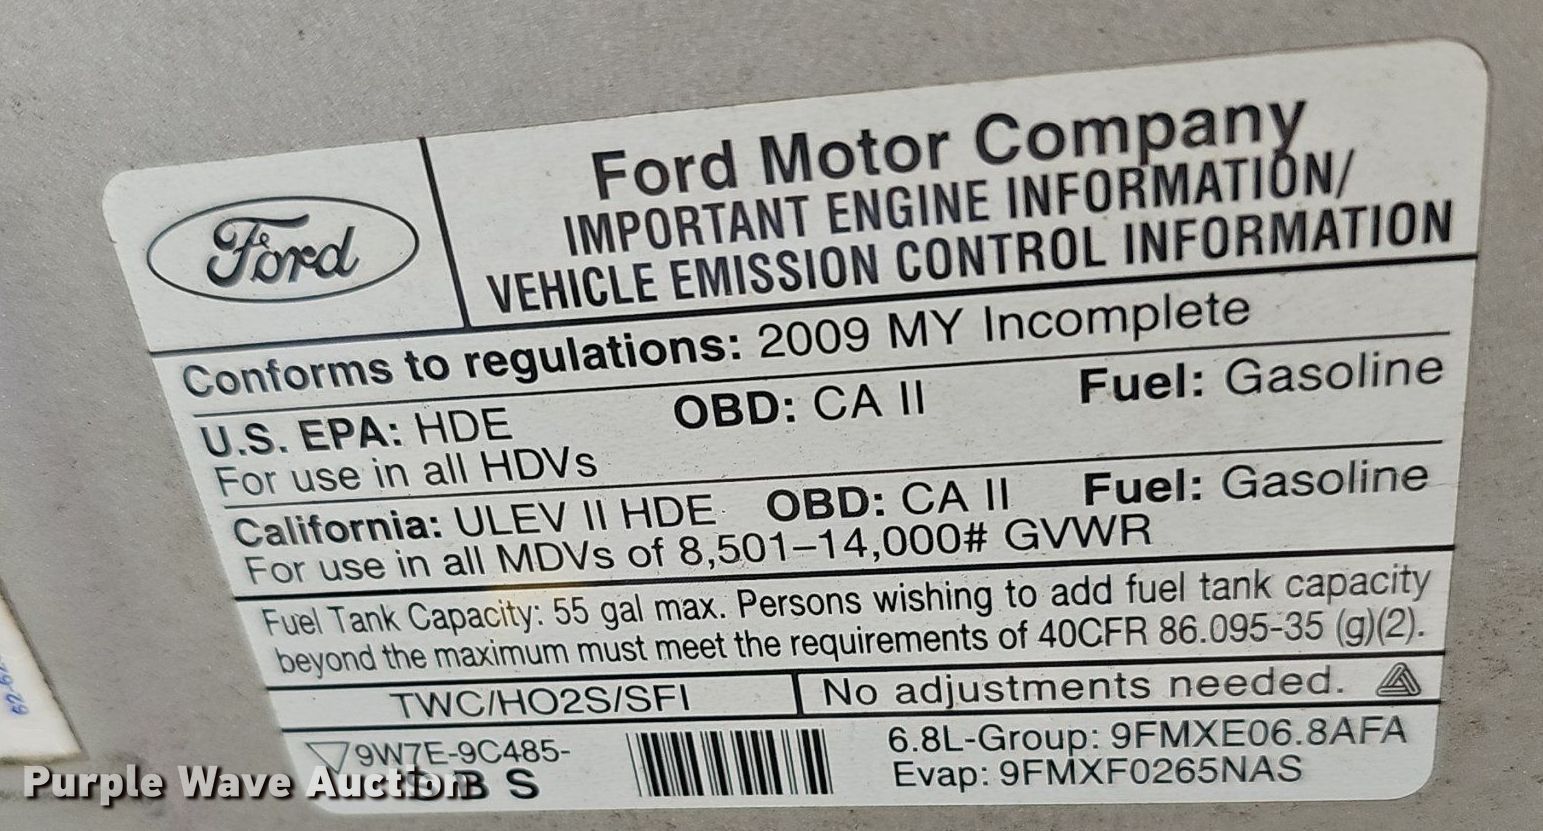 Ford
Ford Motor Company
IMPORTANT ENGINE INFORMATION/
VEHICLE EMISSION CONTROL INFORMATION
Conforms to regulations: 2009 MY Incomplete
U.S. EPA: HDE OBD: CA II Fuel: Gasoline
For use in all HDVs
California: ULEV II HDE OBD: CA II Fuel: Gasoline
For use in all MDVs of 8,501–14,000# GVWR
Fuel Tank Capacity: 55 gal max. Persons wishing to add fuel tank capacity
beyond the maximum must meet the requirements of 40CFR 86.095-35 (g)(2).
TWC/HO2S/SFI No adjustments needed.
9W7E-9C485-
B S
6.8L-Group: 9FMXE06.8AFA
Evap: 9FMXF0265NAS
Purple Wave Auction